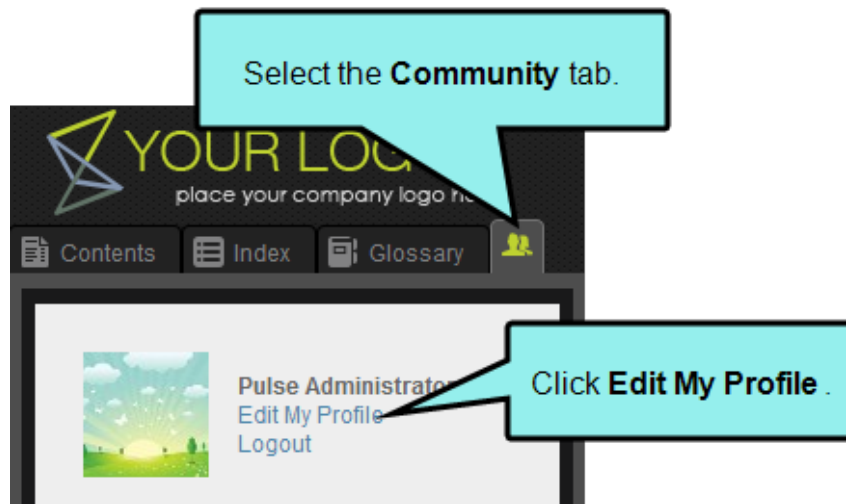 Select the Community tab.
YOUR LOG
place your company logo
Contents
Index
Glossary
Pulse Administrator
Edit My Profile
Logout
Click Edit My Profile .